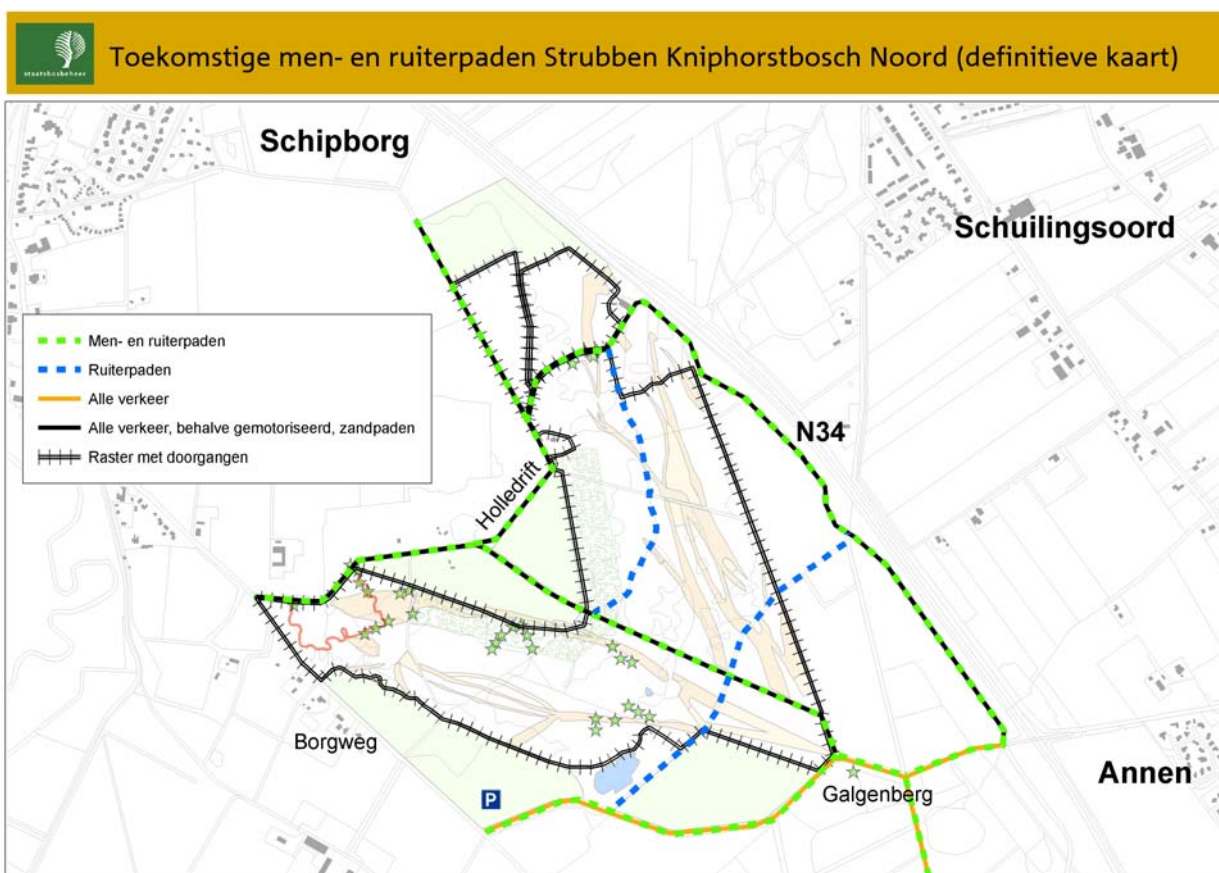 staatsbosbeheer
Toekomstige men- en ruiterpaden Strubben Kniphorstbosch Noord (definitieve kaart)
Schipborg
Schuilingsoord
Men- en ruiterpaden
Ruiterpaden
Alle verkeer
Alle verkeer, behalve gemotoriseerd, zandpaden
Raster met doorgangen
N34
Holledrift
Borgweg
P
Galgenberg
Annen